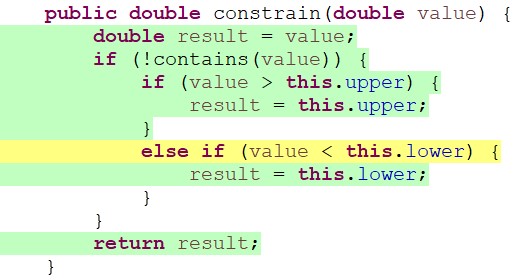 public double constrain(double value) {
double result = value;
if (!contains(value)) {
if (value > this.upper) {
result = this.upper;
}
else if (value < this.lower) {
result = this.lower;
}
}
return result;
}